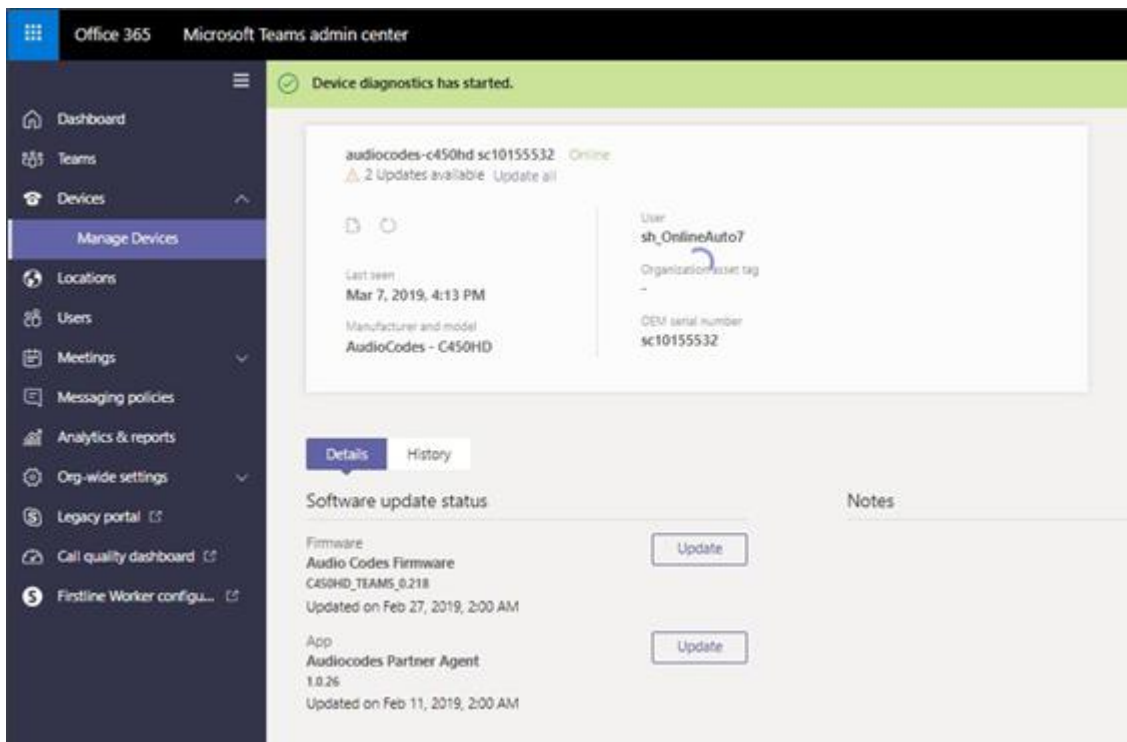 Office 365 Microsoft Teams admin center
Device diagnostics has started.
Dashboard
Teams
Devices
Manage Devices
Locations
Users
Meetings
Messaging policies
Analytics & reports
Org-wide settings
Legacy portal
Call quality dashboard
Firstline Worker configu...
audiocodes-c450hd sc10155532 Online
2 Updates available Update all
Last seen
Mar 7, 2019, 4:13 PM
Manufacturer and model
AudioCodes - C450HD
User
sh_OnlineAuto7
Organization asset tag
-
OEM serial number
sc10155532
Details History
Software update status
Firmware
Audio Codes Firmware
C450HD_TEAMS_0.218
Updated on Feb 27, 2019, 2:00 AM
Update
App
Audiocodes Partner Agent
1.0.26
Updated on Feb 11, 2019, 2:00 AM
Update
Notes